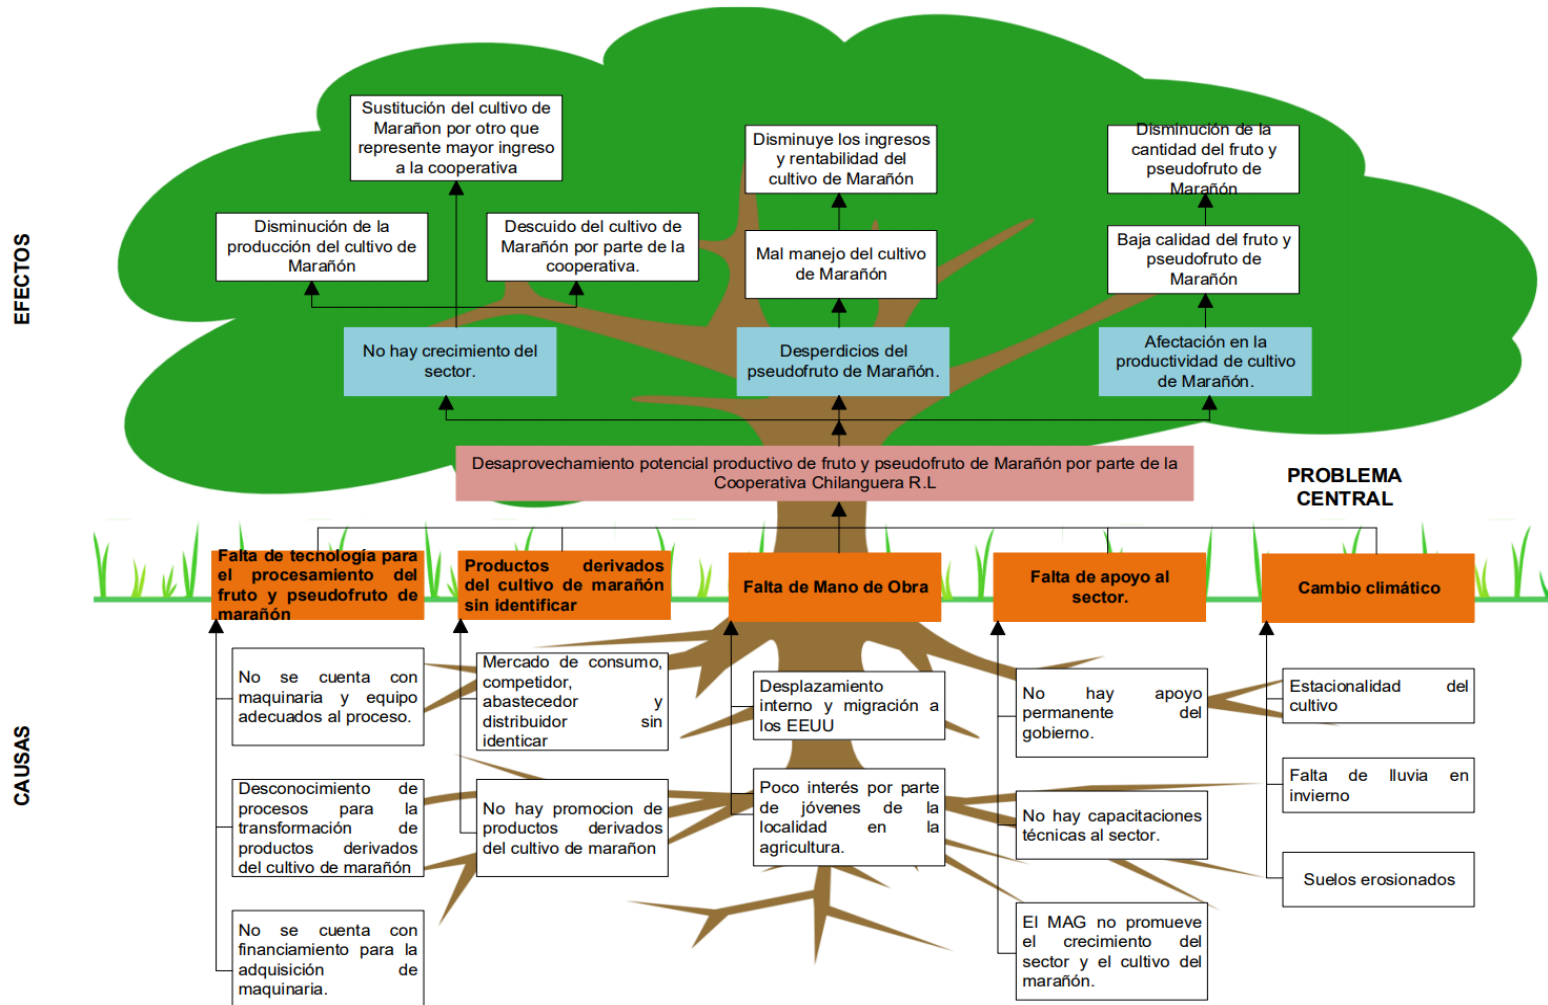 EFECTOS
Sustitución del cultivo de
Marañon por otro que
represente mayor ingreso
a la cooperativa
Disminuye los ingresos
y rentabilidad del
cultivo de Marañón
Disminución de la
cantidad del fruto y
pseudofruto de
Marañón
Disminución de la
producción del cultivo de
Marañón
Descuido del cultivo de
Marañón por parte de la
cooperativa.
Mal manejo del cultivo
de Marañón
Baja calidad del fruto y
pseudofruto de
Marañón
No hay crecimiento del
sector.
Desperdicios del
pseudofruto de Marañón.
Afectación en la
productividad de cultivo
de Marañón.
Desaprovechamiento potencial productivo de fruto y pseudofruto de Marañón por parte de la
Cooperativa Chilanguera R.L
PROBLEMA
CENTRAL
CAUSAS
Falta de tecnología para
el procesamiento del
fruto y pseudofruto de
marañón
Productos derivados
del cultivo de marañón
sin identificar
Falta de Mano de Obra
Falta de apoyo al
sector.
Cambio climático
No se cuenta con
maquinaria y equipo
adecuados al proceso.
Mercado de consumo,
competidor,
abastecedor y
distribuidor sin
identicar
Desplazamiento
interno y migración a
los EEUU
No hay apoyo
permanente del
gobierno.
Estacionalidad del
cultivo
Desconocimiento de
procesos para la
transformación de
productos derivados
del cultivo de marañón
No hay promocion de
productos derivados
del cultivo de marañon
Poco interés por parte
de jóvenes de la
localidad en la
agricultura.
No hay capacitaciones
técnicas al sector.
Falta de lluvia en
invierno
Suelos erosionados
No se cuenta con
financiamiento para la
adquisición de
maquinaria.
El MAG no promueve
el crecimiento del
sector y el cultivo del
marañón.